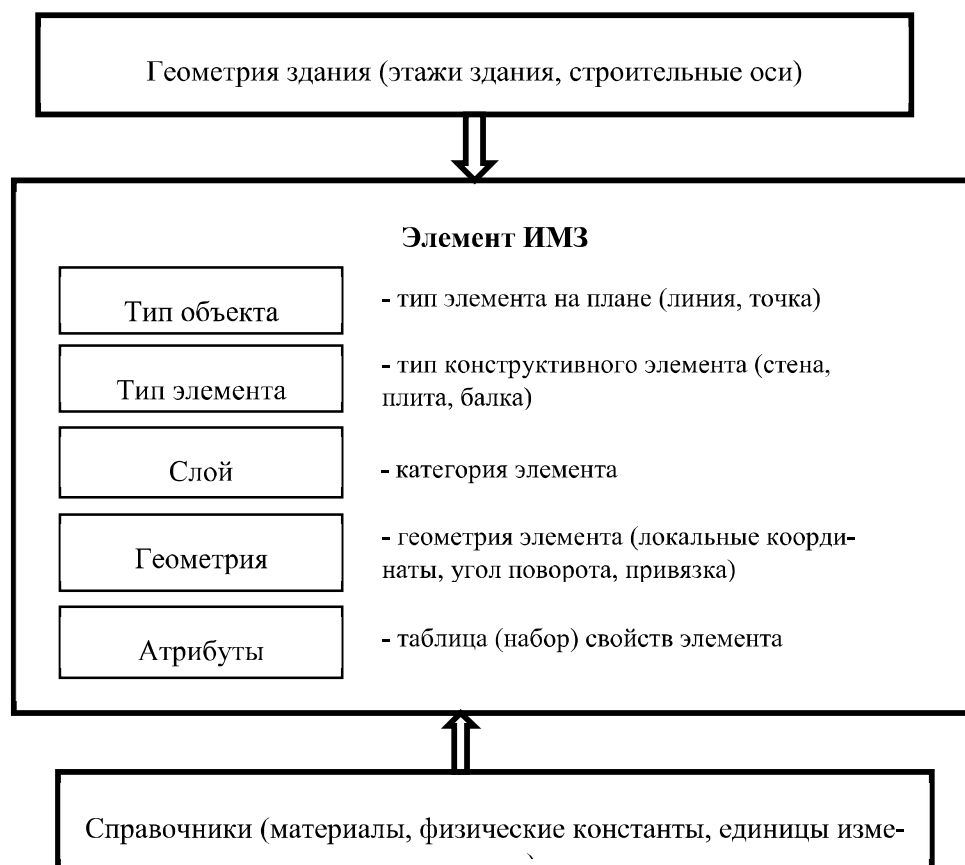 Геометрия здания (этажи здания, строительные оси)
Элемент ИМЗ
Тип объекта
- тип элемента на плане (линия, точка)
Тип элемента
- тип конструктивного элемента (стена,
плита, балка)
Слой
- категория элемента
Геометрия
- геометрия элемента (локальные коорди-
наты, угол поворота, привязка)
Атрибуты
- таблица (набор) свойств элемента
Справочники (материалы, физические константы, единицы изме-